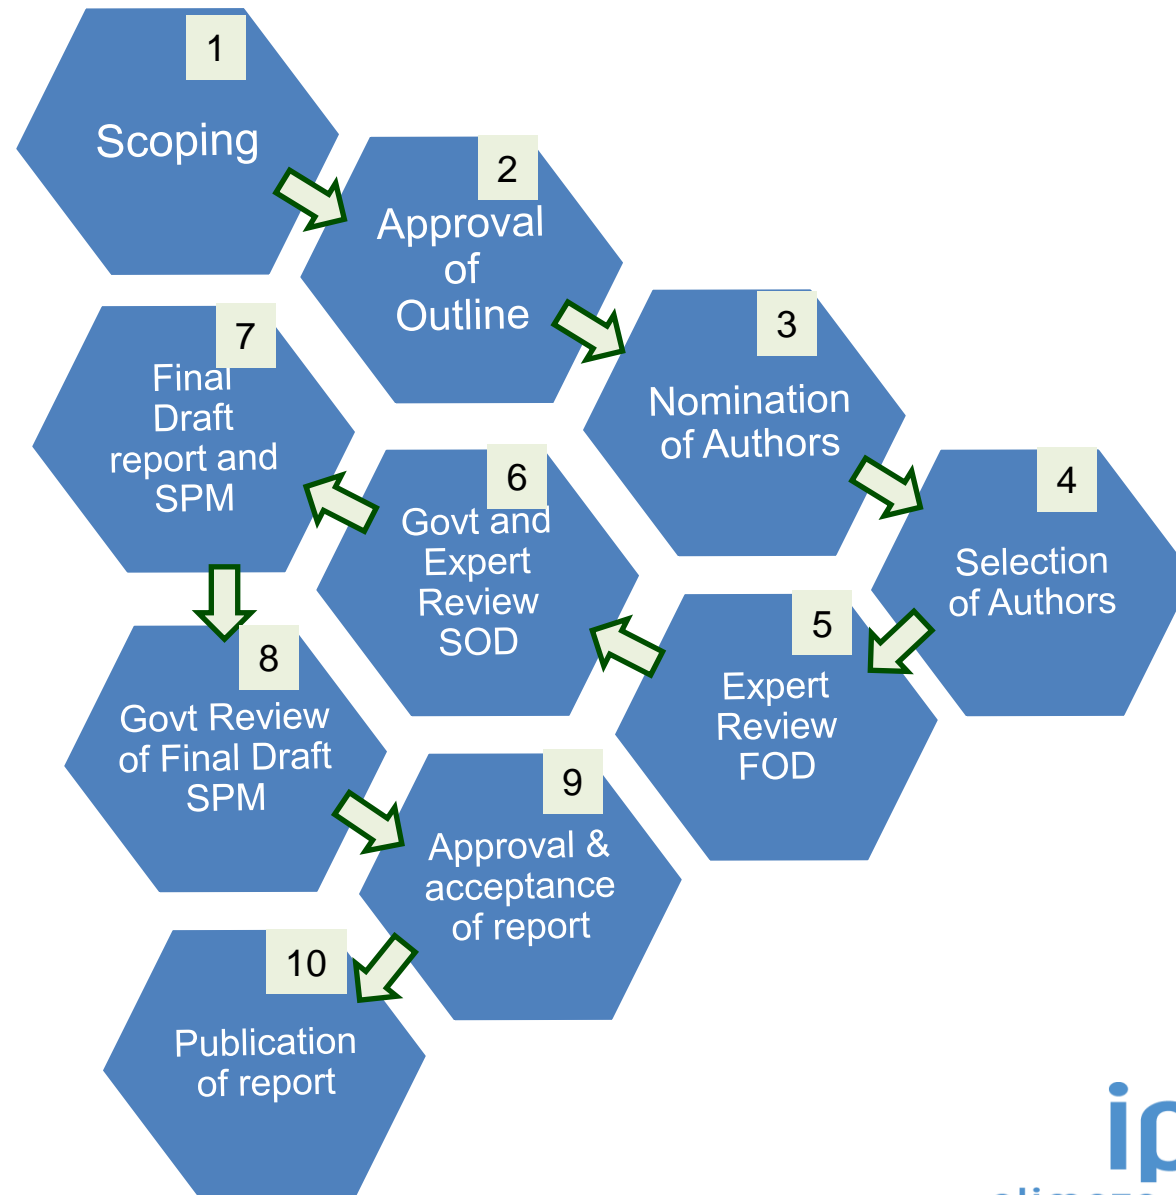 1
Scoping
2
Approval
of
Outline
3
Nomination
of Authors
4
Selection
of Authors
5
Expert
Review
FOD
6
Govt and
Expert
Review
SOD
7
Final
Draft
report and
SPM
8
Govt Review
of Final Draft
SPM
9
Approval &
acceptance
of report
10
Publication
of report